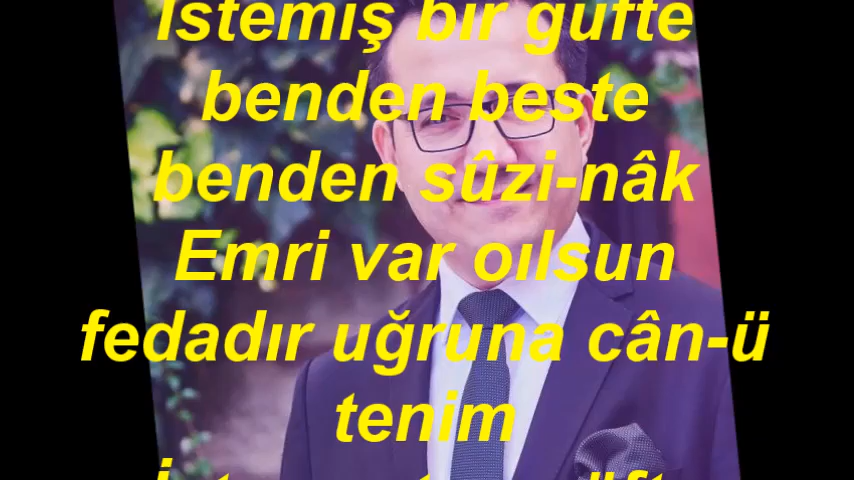 İstemiş bir güfte
benden beste
benden sûzi-nâk
Emri var oılsun
fedadır uğruna cân-ü
tenim